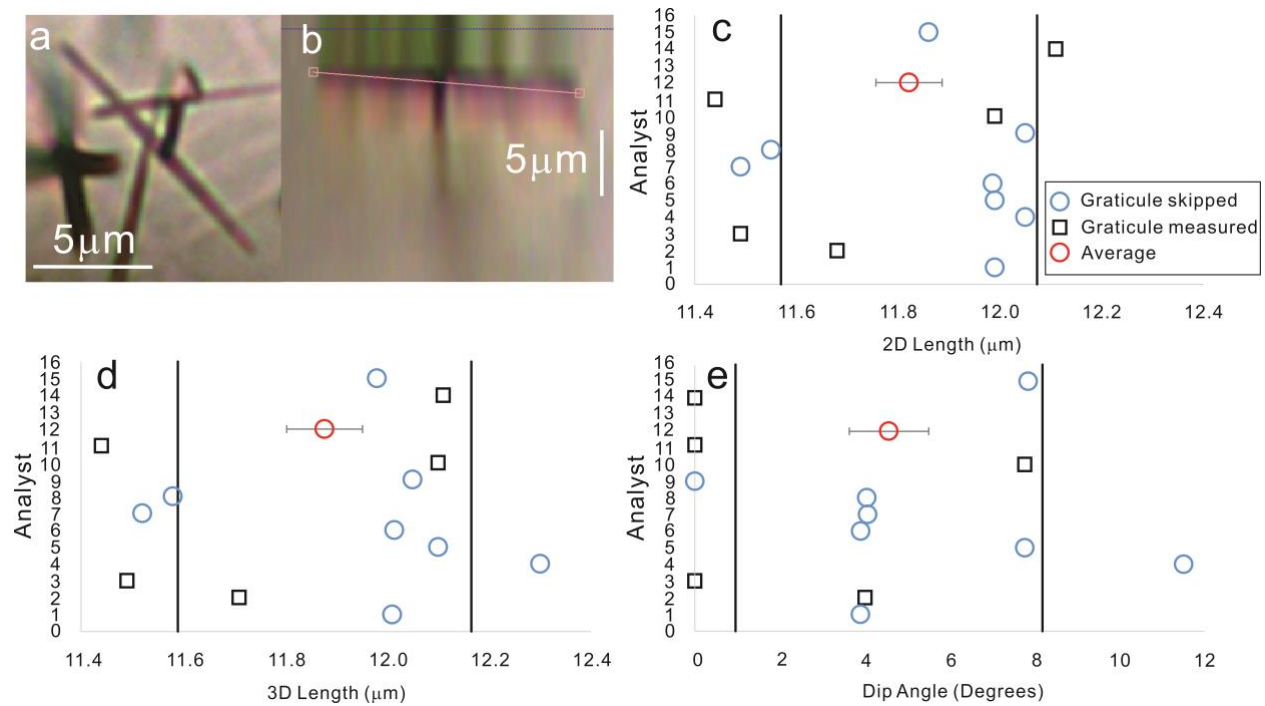 a
5μm
b
5μm
c
16
15
14
13
12
11
10
9
8
7
6
5
4
3
2
1
0
Analyst
11.4 11.6 11.8 12.0 12.2 12.4
2D Length (μm)
Graticule skipped
Graticule measured
Average
d
16
15
14
13
12
11
10
9
8
7
6
5
4
3
2
1
0
Analyst
11.4 11.6 11.8 12.0 12.2 12.4
3D Length (μm)
e
16
15
14
13
12
11
10
9
8
7
6
5
4
3
2
1
0
Analyst
0 2 4 6 8 10 12
Dip Angle (Degrees)